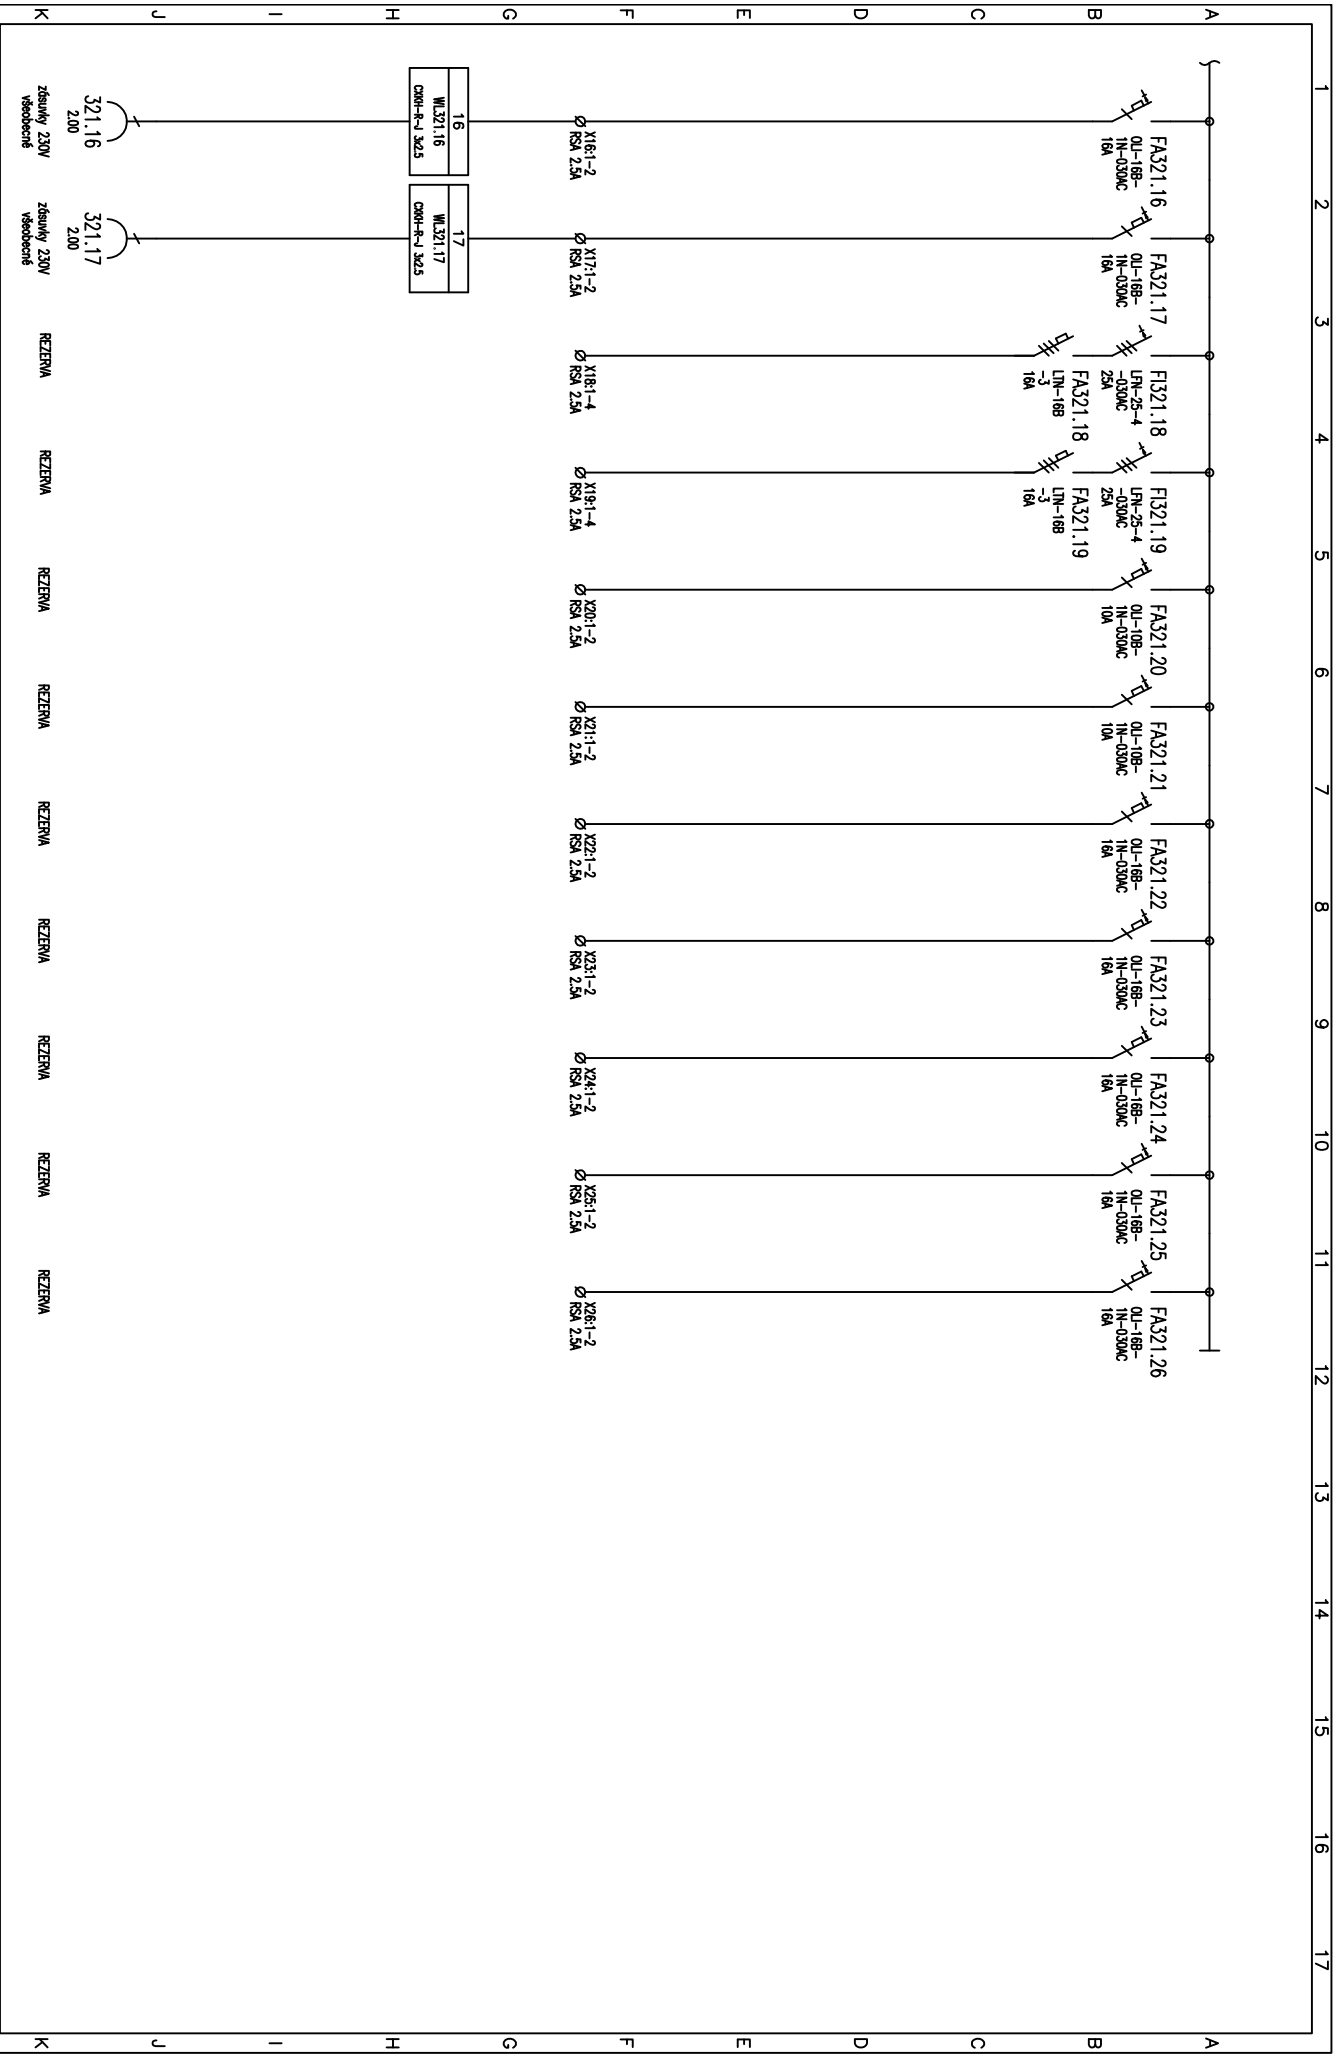 1 2 3 4 5 6 7 8 9 10 11 12 13 14 15 16 17
A A
FA321.16
OLI-16B-
1N-030AC
16A
FA321.17
OLI-16B-
1N-030AC
16A
FI321.18
LFN-25-4
-030AC
25A
FI321.19
LFN-25-4
-030AC
25A
FA321.20
OLI-10B-
1N-030AC
10A
FA321.21
OLI-10B-
1N-030AC
10A
FA321.22
OLI-16B-
1N-030AC
16A
FA321.23
OLI-16B-
1N-030AC
16A
FA321.24
OLI-16B-
1N-030AC
16A
FA321.25
OLI-16B-
1N-030AC
16A
FA321.26
OLI-16B-
1N-030AC
16A
B B
FA321.18
LTN-16B
-3
16A
FA321.19
LTN-16B
-3
16A
C C
D D
E E
F F
X16:1-2
RSA 2.5A
X17:1-2
RSA 2.5A
X18:1-4
RSA 2.5A
X19:1-4
RSA 2.5A
X20:1-2
RSA 2.5A
X21:1-2
RSA 2.5A
X22:1-2
RSA 2.5A
X23:1-2
RSA 2.5A
X24:1-2
RSA 2.5A
X25:1-2
RSA 2.5A
X26:1-2
RSA 2.5A
G G
16
WL321.16
CXKH-R-J 3x2.5
17
WL321.17
CXKH-R-J 3x2.5
H H
I I
J J
321.16
2.00
321.17
2.00
K K
zásuvky 230V
všeobecné
zásuvky 230V
všeobecné
REZERVA
REZERVA
REZERVA
REZERVA
REZERVA
REZERVA
REZERVA
REZERVA
REZERVA